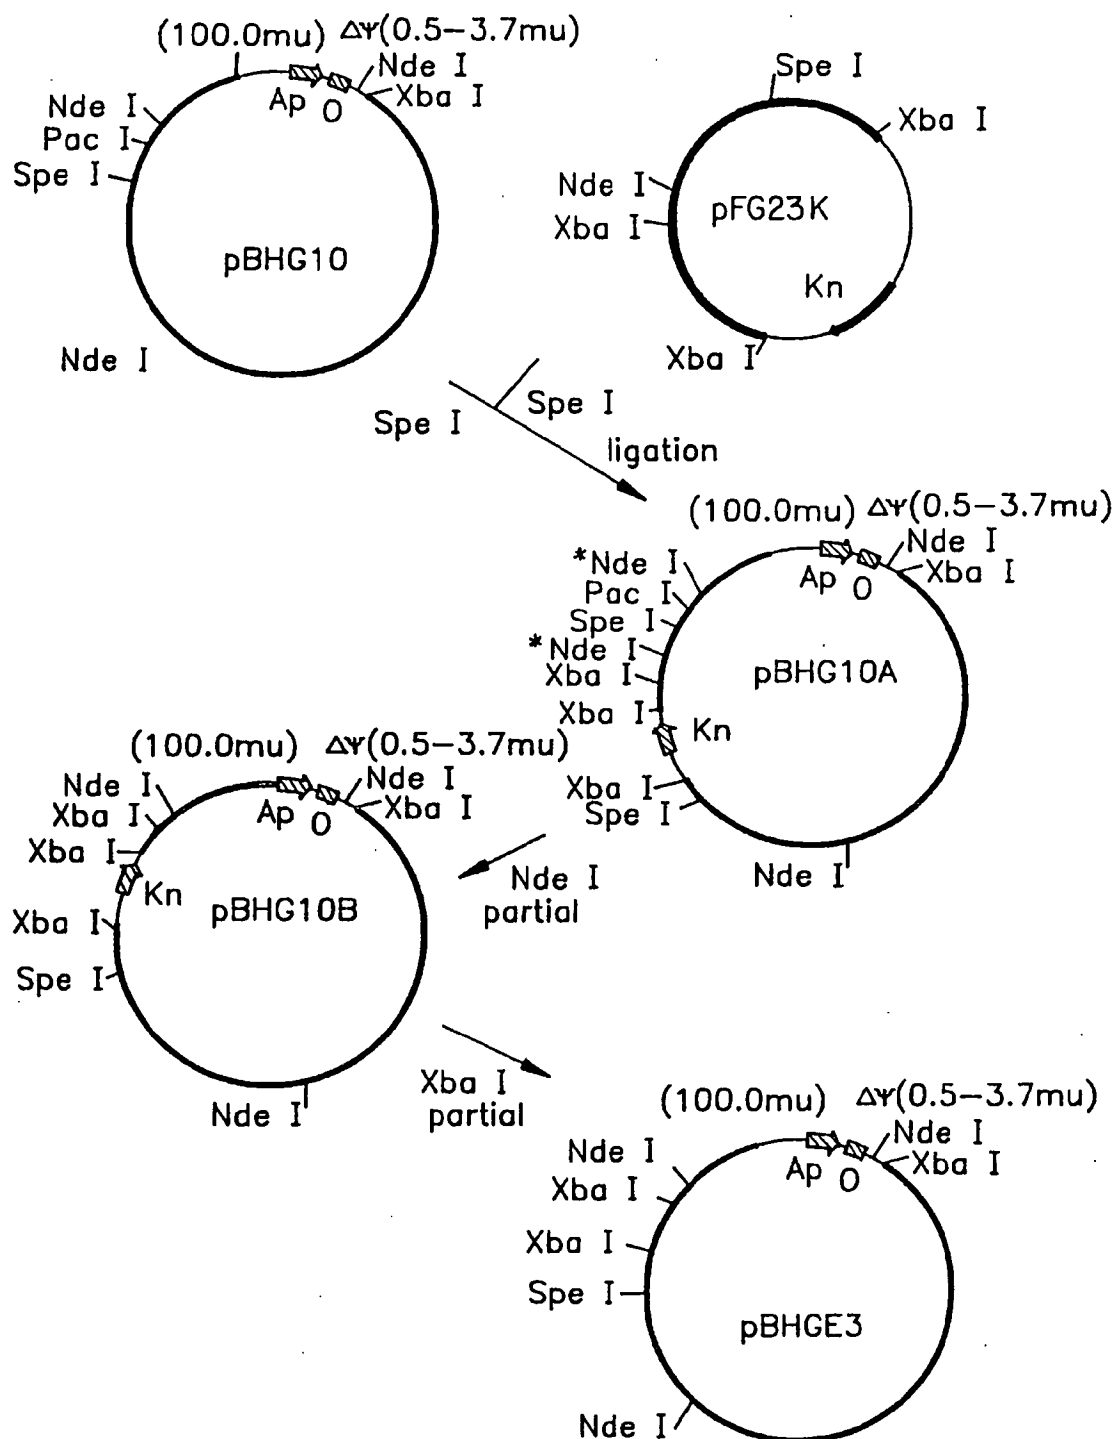 (100.0mu) ΔΨ(0.5–3.7mu)
Nde I
Xba I
Ap O
Nde I
Pac I
Spe I
pBHG10
Nde I
Spe I
Xba I
Nde I
Xba I
pFG23K
Kn
Xba I
Spe I
Spe I
ligation
(100.0mu) ΔΨ(0.5–3.7mu)
Nde I
Xba I
Ap O
*Nde I
Pac I
Spe I
*Nde I
Xba I
Xba I
Kn
pBHG10A
Xba I
Spe I
Nde I
(100.0mu) ΔΨ(0.5–3.7mu)
Nde I
Xba I
Ap O
Nde I
Xba I
Xba I
Kn
pBHG10B
Xba I
Spe I
Nde I
Nde I
partial
Xba I
partial
(100.0mu) ΔΨ(0.5–3.7mu)
Nde I
Xba I
Ap O
Nde I
Xba I
Xba I
Spe I
pBHGE3
Nde I